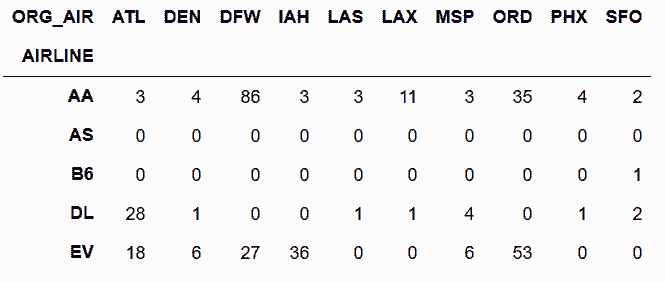 ORG_AIR ATL DEN DFW IAH LAS LAX MSP ORD PHX SFO
AIRLINE
AA 3 4 86 3 3 11 3 35 4 2
AS 0 0 0 0 0 0 0 0 0 0
B6 0 0 0 0 0 0 0 0 0 1
DL 28 1 0 0 1 1 4 0 1 2
EV 18 6 27 36 0 0 6 53 0 0